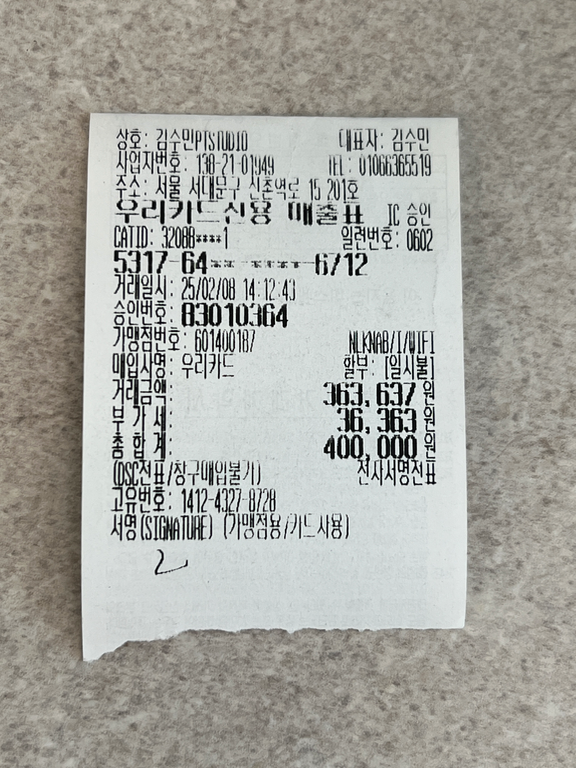 상호: 김수민PTSTUDIO 대표자: 김수민
사업자번호: 138-21-01949 TEL: 01066365519
주소: 서울 서대문구 신촌역로 15 201호
우리카드신용 매출표 IC 승인
CATID: 32088****1 일련번호: 0602
5317-64**-****-6712
거래일시: 25/02/08 14:12:43
승인번호: 83010364
가맹점번호: 601400187 NLKNAB/I/WIFI
매입사명: 우리카드 할부: [일시불]
거래금액: 363,637원
부 가 세: 36,363원
총 합 계: 400,000원
(DSC전표/창구매입불가) 전자서명전표
고유번호: 1412-4327-8728
서명(SIGNATURE) (가맹점용/카드사용)